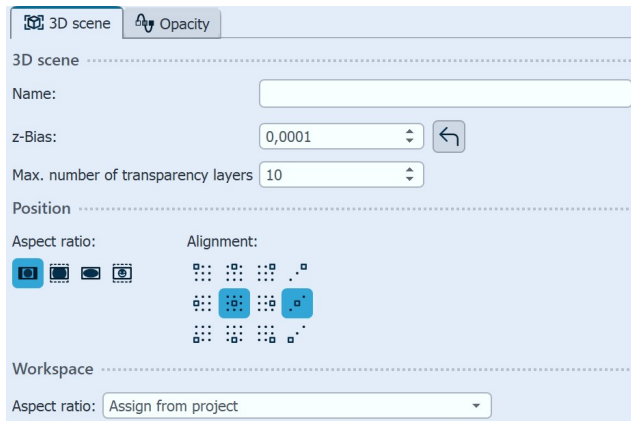 3D scene
Opacity
3D scene
Name:
z-Bias: 0,0001
Max. number of transparency layers 10
Position
Aspect ratio: Alignment:
Workspace
Aspect ratio: Assign from project